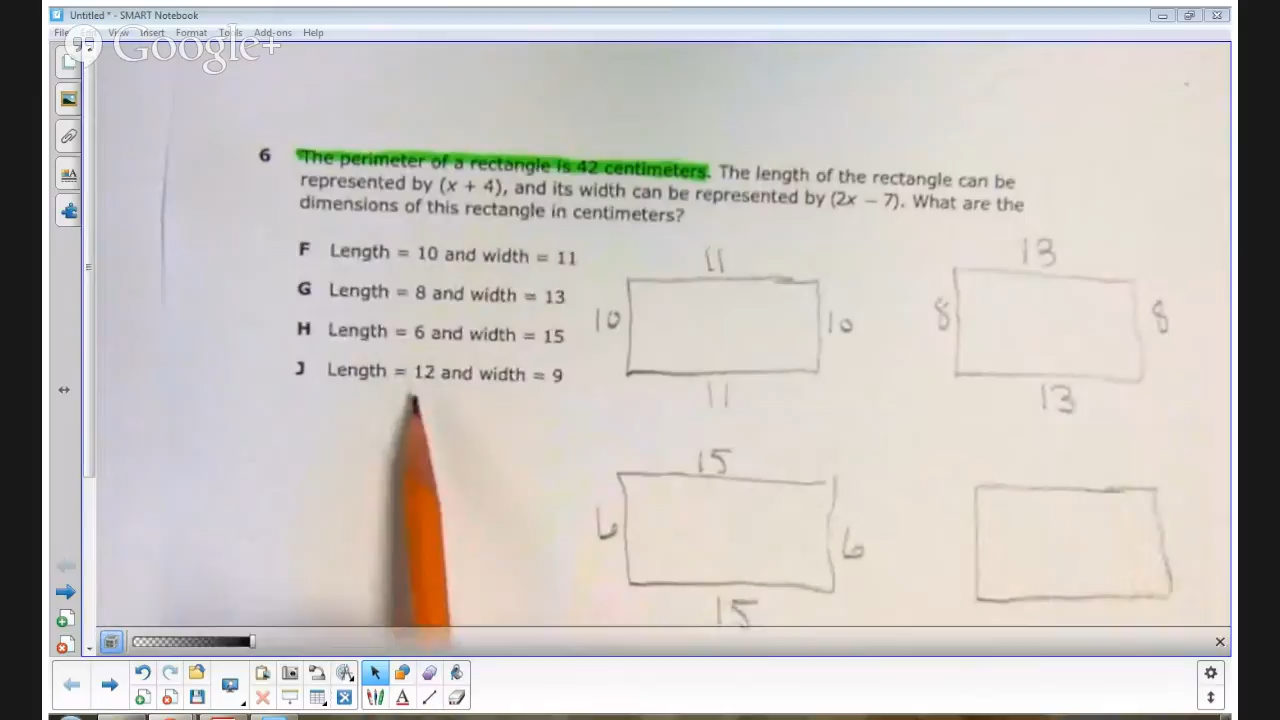 Untitled * - SMART Notebook
File Edit View Insert Format Tools Add-ons Help
Google+
6 The perimeter of a rectangle is 42 centimeters. The length of the rectangle can be
represented by (x + 4), and its width can be represented by (2x − 7). What are the
dimensions of this rectangle in centimeters?
F Length = 10 and width = 11
G Length = 8 and width = 13
H Length = 6 and width = 15
J Length = 12 and width = 9
11
10 10
11
13
8 8
13
15
6 6
15